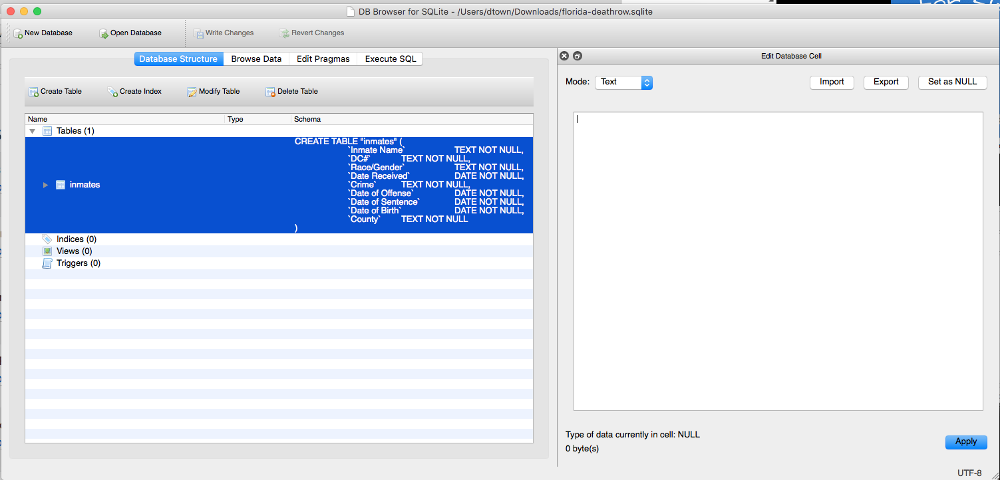 DB Browser for SQLite - /Users/dtown/Downloads/florida-deathrow.sqlite
New Database Open Database Write Changes Revert Changes
Database Structure Browse Data Edit Pragmas Execute SQL
Create Table Create Index Modify Table Delete Table
Name Type Schema
Tables (1)
inmates
CREATE TABLE "inmates" (
`Inmate Name` TEXT NOT NULL,
`DC#` TEXT NOT NULL,
`Race/Gender` TEXT NOT NULL,
`Date Received` DATE NOT NULL,
`Crime` TEXT NOT NULL,
`Date of Offense` DATE NOT NULL,
`Date of Sentence` DATE NOT NULL,
`Date of Birth` DATE NOT NULL,
`County` TEXT NOT NULL
)
Indices (0)
Views (0)
Triggers (0)
Edit Database Cell
Mode: Text Import Export Set as NULL
Type of data currently in cell: NULL
0 byte(s)
Apply
UTF-8